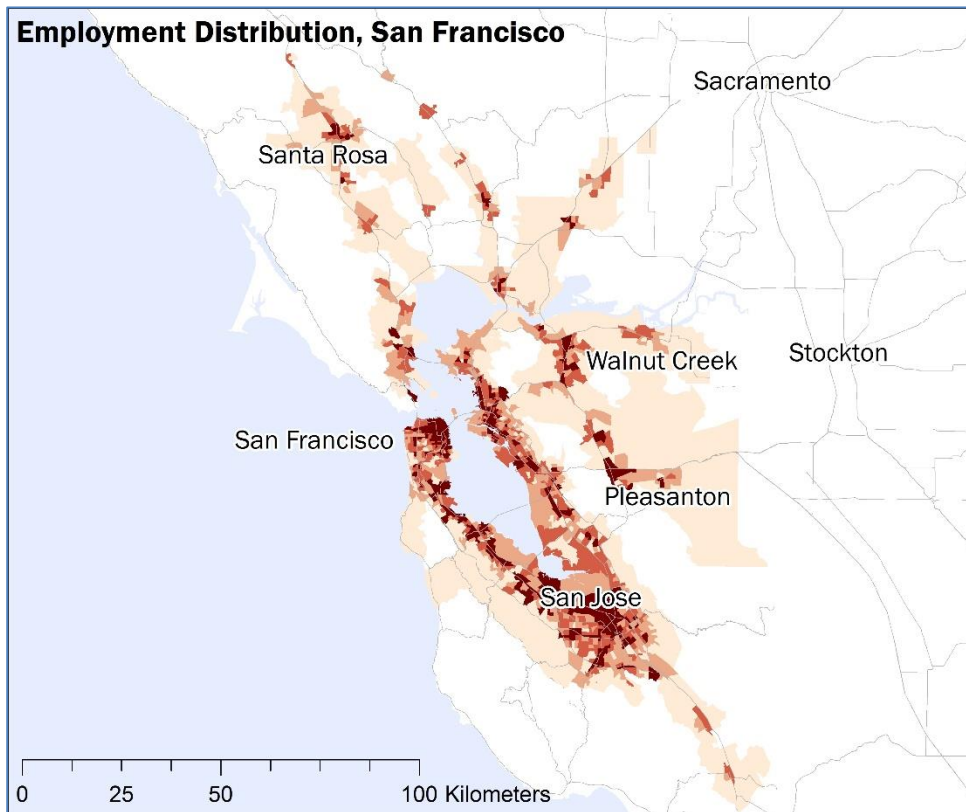 Employment Distribution, San Francisco
Sacramento
Santa Rosa
Walnut Creek
Stockton
San Francisco
Pleasanton
San Jose
0 25 50 100 Kilometers